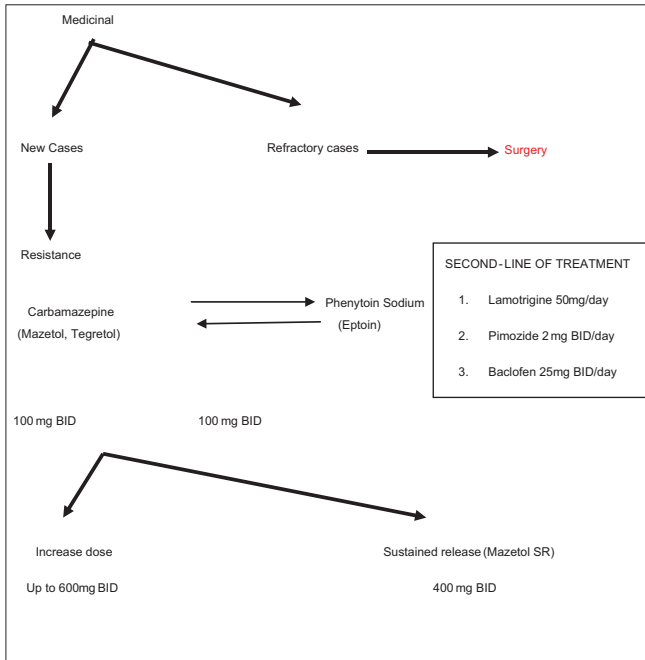 Medicinal
New Cases
Refractory cases
Surgery
Resistance
Carbamazepine
(Mazetol, Tegretol)
Phenytoin Sodium
(Eptoin)
SECOND-LINE OF TREATMENT
1. Lamotrigine 50mg/day
2. Pimozide 2 mg BID/day
3. Baclofen 25mg BID/day
100 mg BID
100 mg BID
Increase dose
Up to 600mg BID
Sustained release (Mazetol SR)
400 mg BID